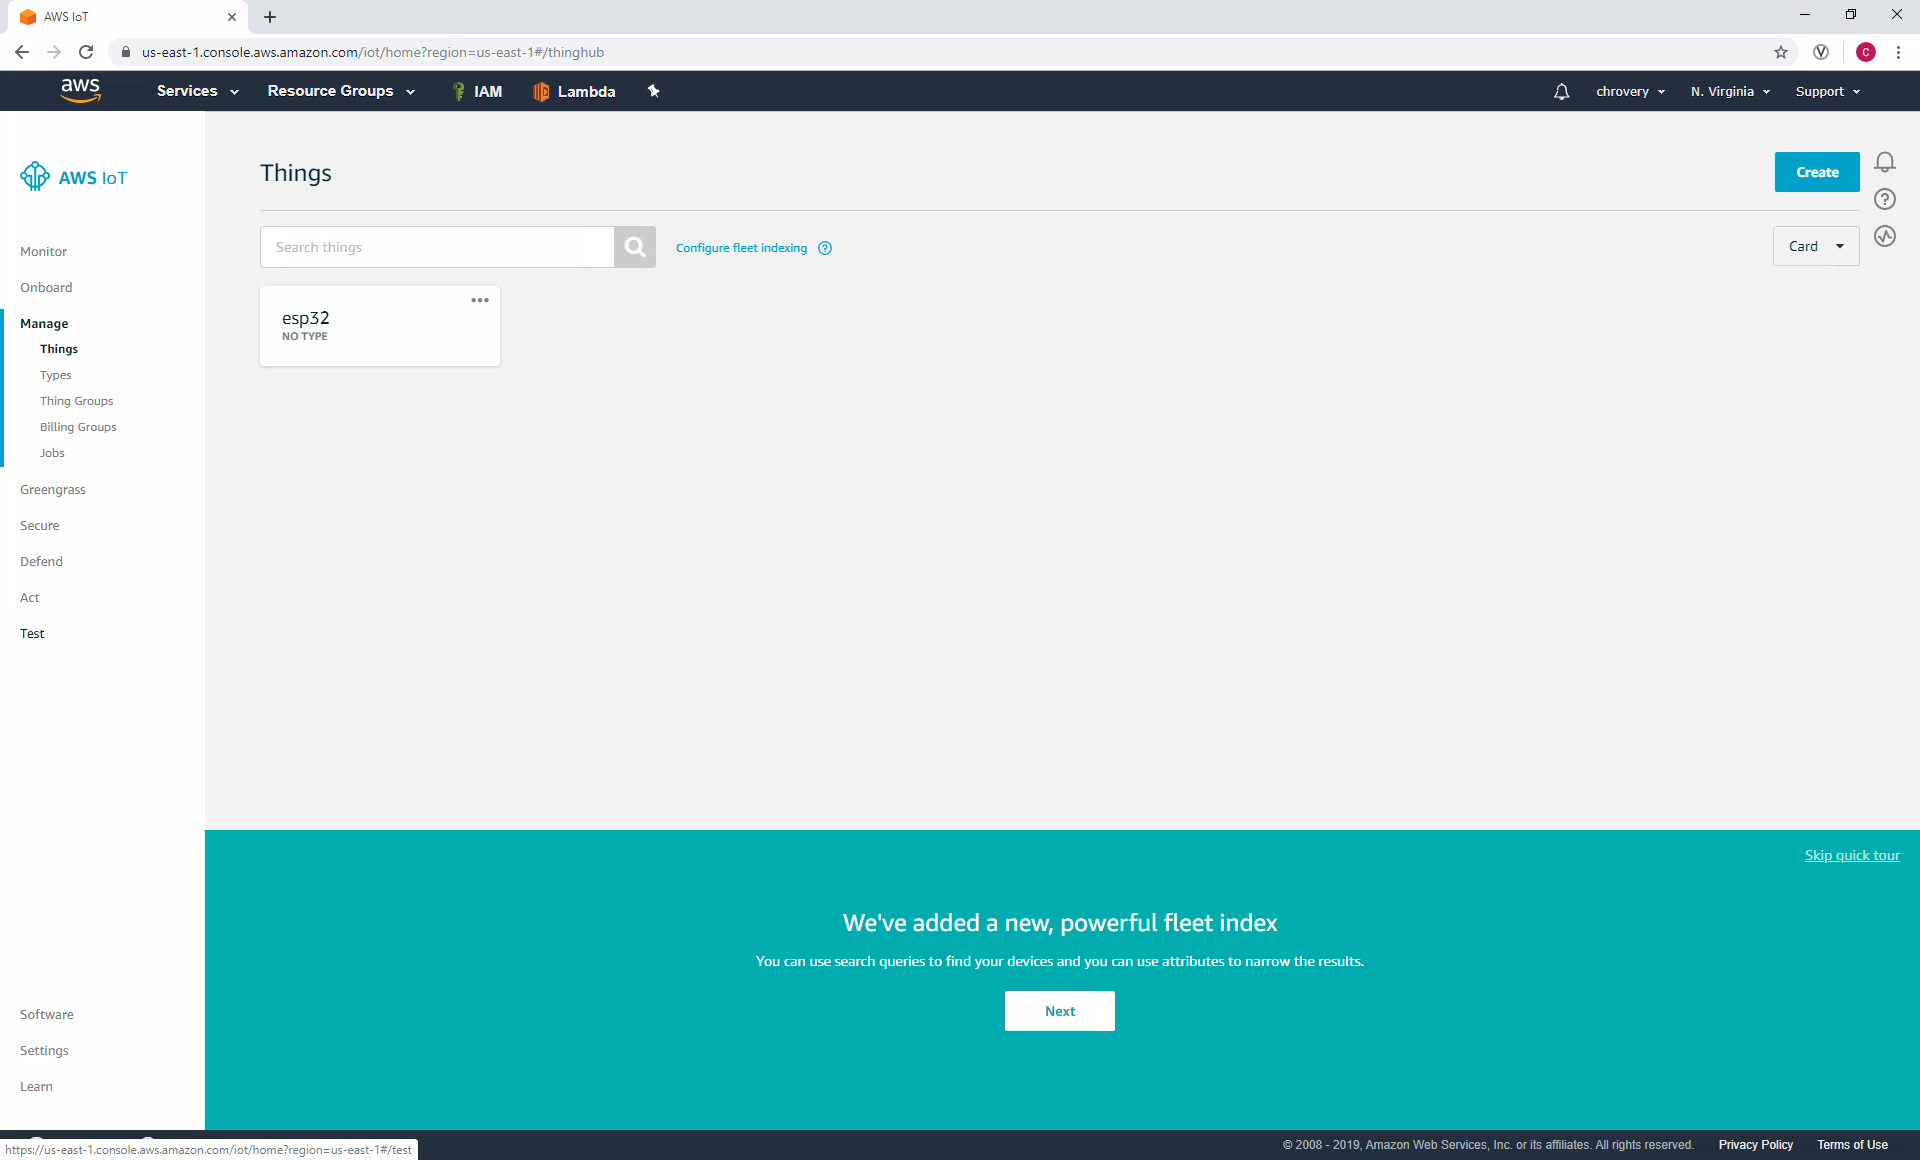 AWS IoT
us-east-1.console.aws.amazon.com/iot/home?region=us-east-1#/thinghub
C
aws Services Resource Groups IAM Lambda chrovery N. Virginia Support
AWS IoT
Monitor
Onboard
Manage
Things
Types
Thing Groups
Billing Groups
Jobs
Greengrass
Secure
Defend
Act
Test
Software
Settings
Learn
Things
Create
Search things
Configure fleet indexing
Card
esp32
NO TYPE
Skip quick tour
We've added a new, powerful fleet index
You can use search queries to find your devices and you can use attributes to narrow the results.
Next
https://us-east-1.console.aws.amazon.com/iot/home?region=us-east-1#/test
© 2008 - 2019, Amazon Web Services, Inc. or its affiliates. All rights reserved. Privacy Policy Terms of Use